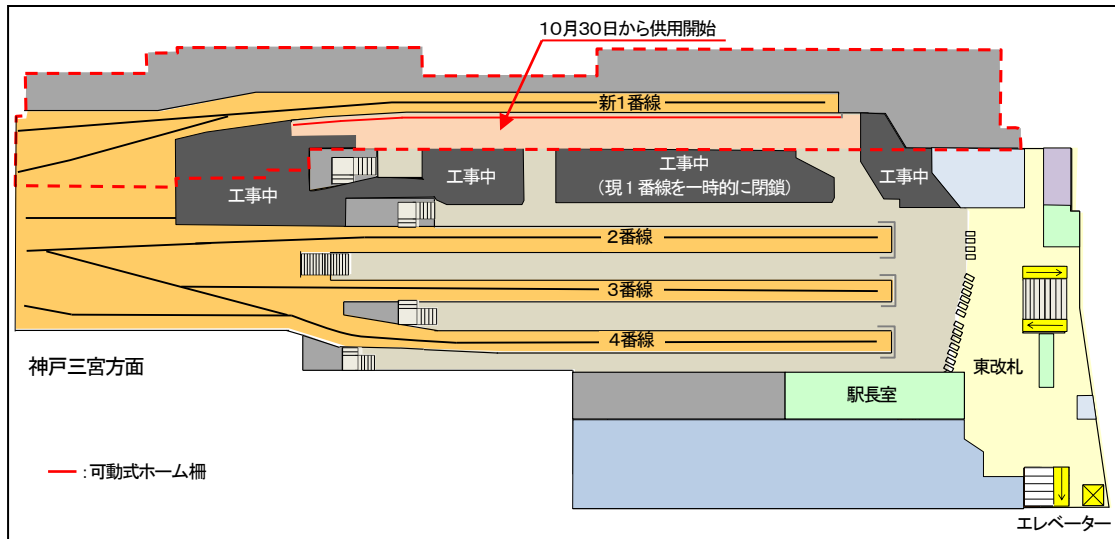 10月30日から供用開始
新1番線
工事中
工事中
(現1番線を一時的に閉鎖)
工事中
工事中
2番線
3番線
4番線
神戸三宮方面
東改札
駅長室
:可動式ホーム柵
エレベーター